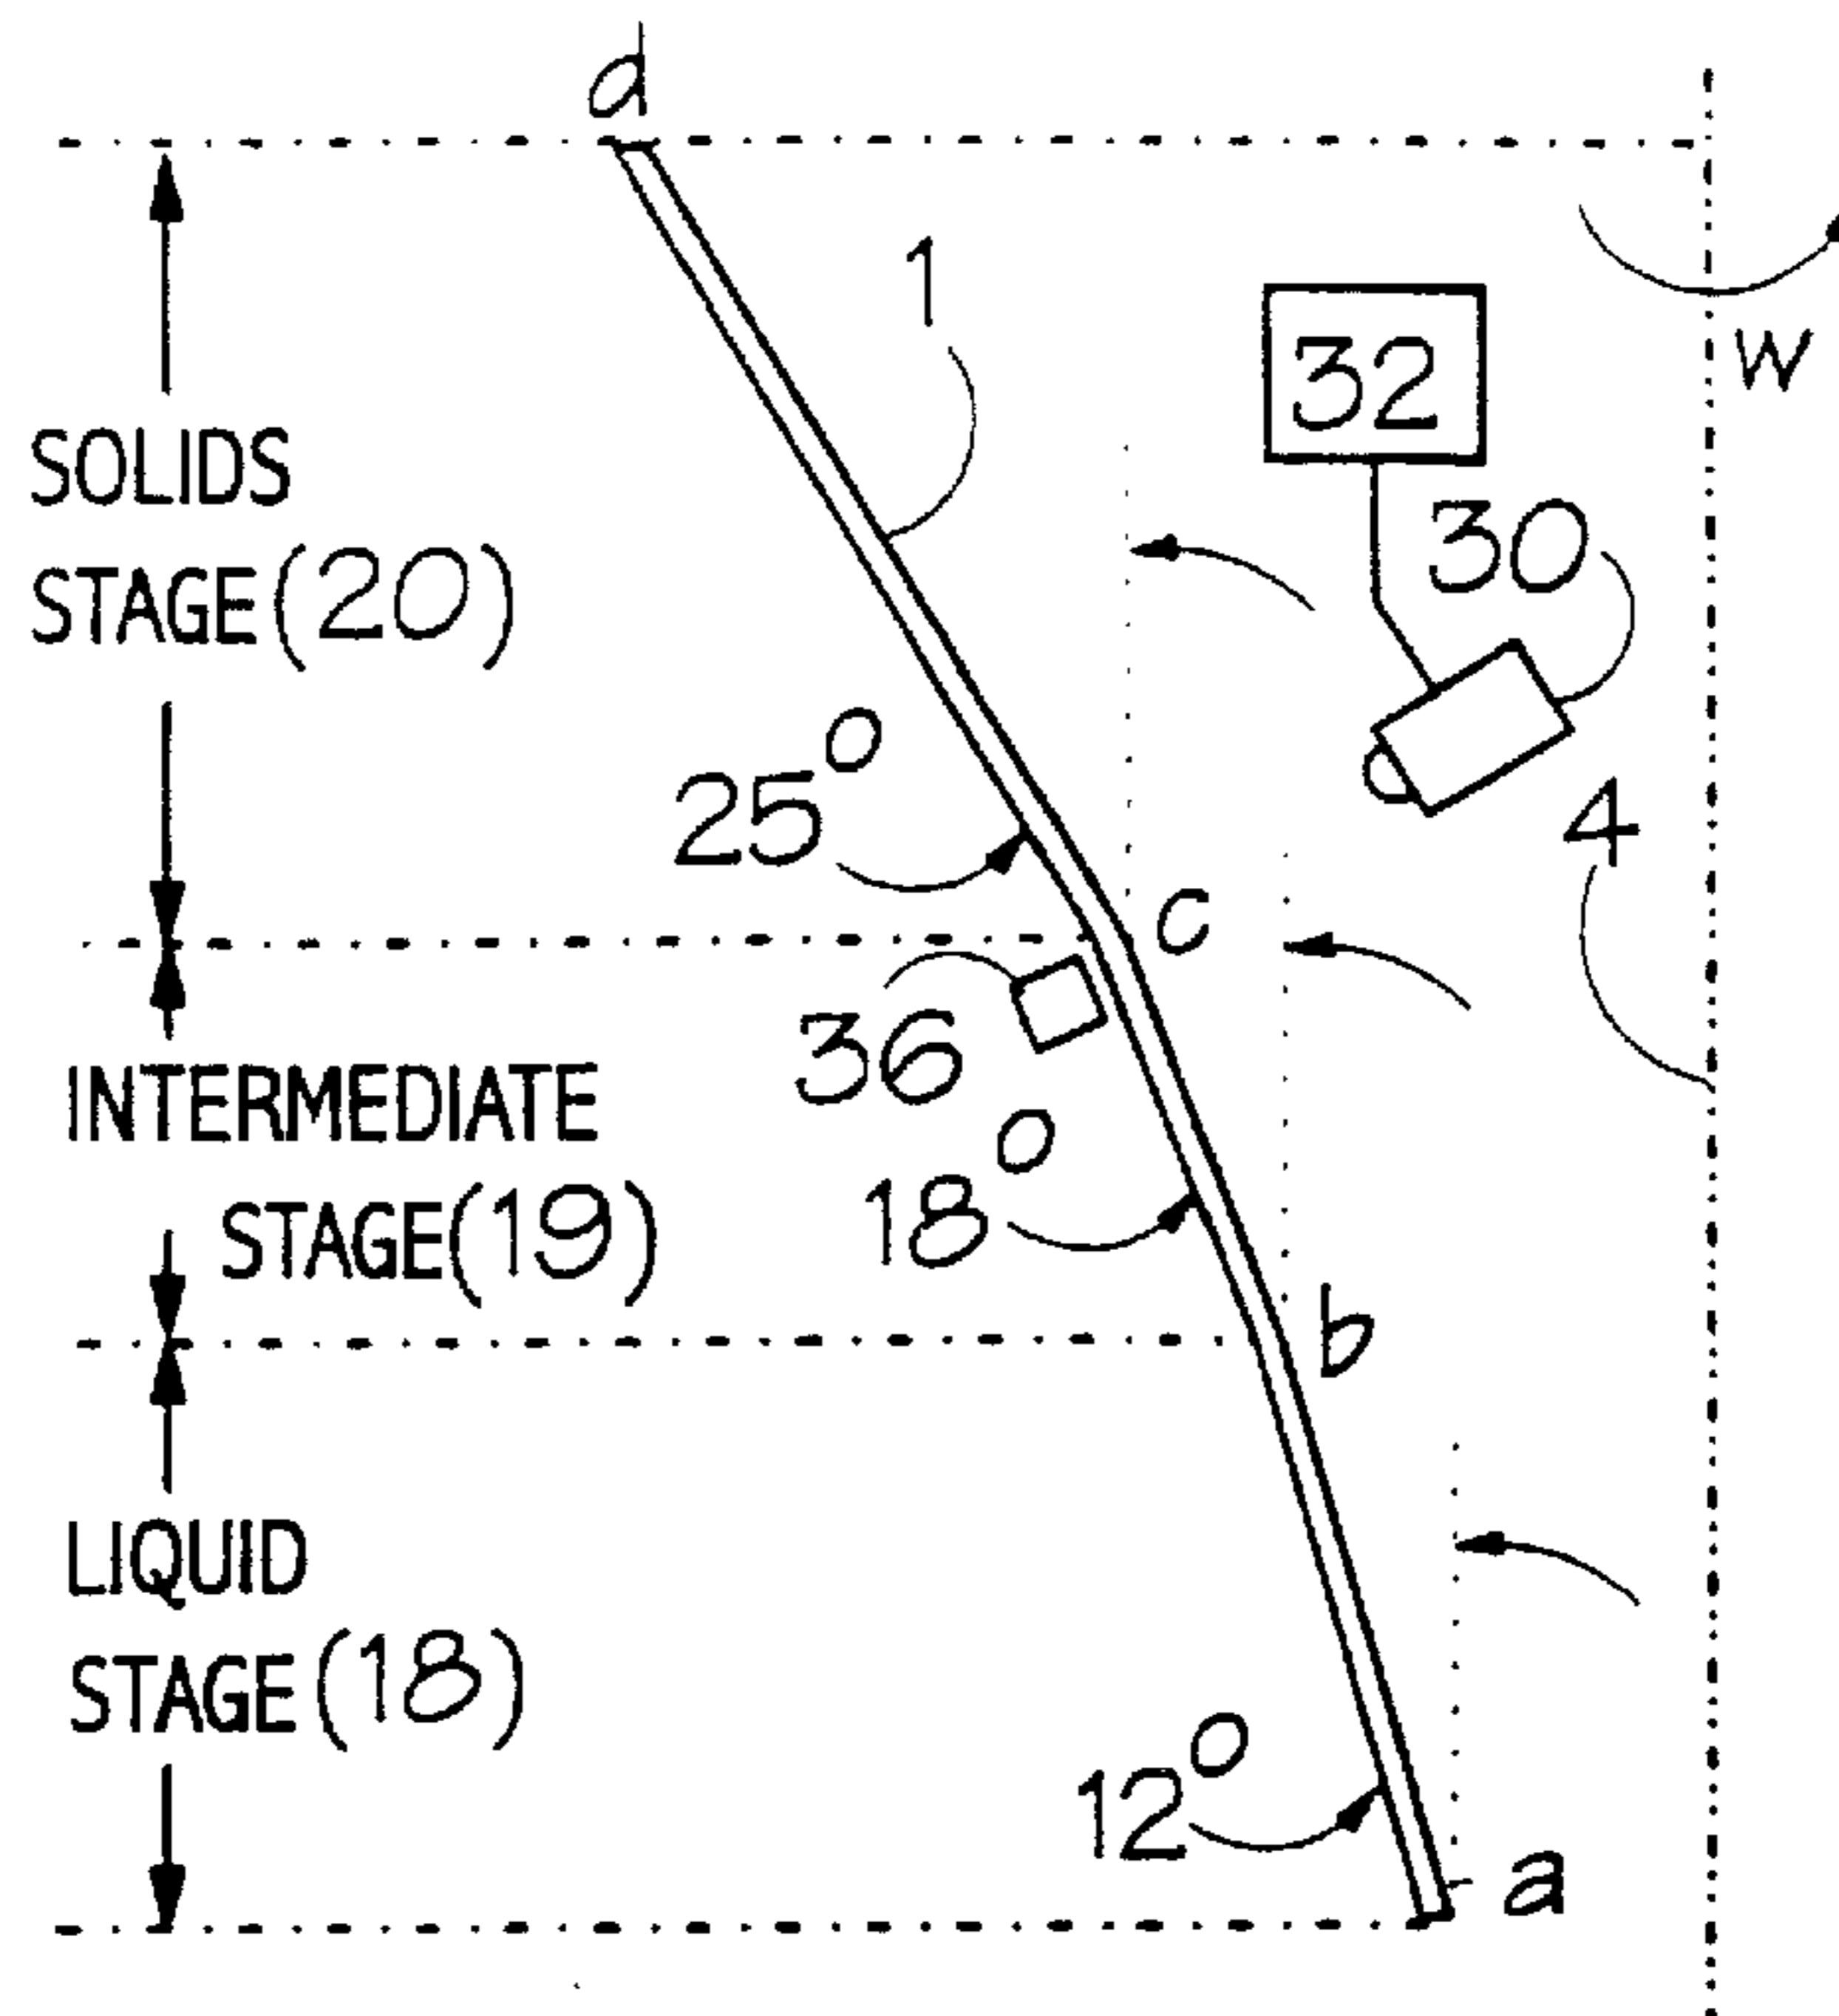 d
1
32
W
SOLIDS
STAGE (20)
30
25°
4
c
36
INTERMEDIATE
STAGE (19)
18°
b
LIQUID
STAGE (18)
12°
a